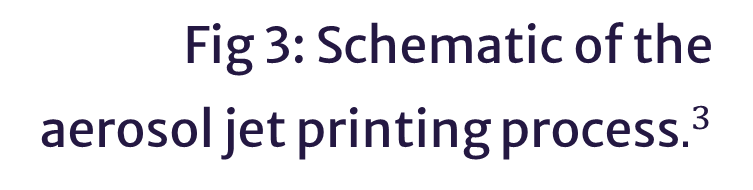 Fig 3: Schematic of the
aerosol jet printing process.³